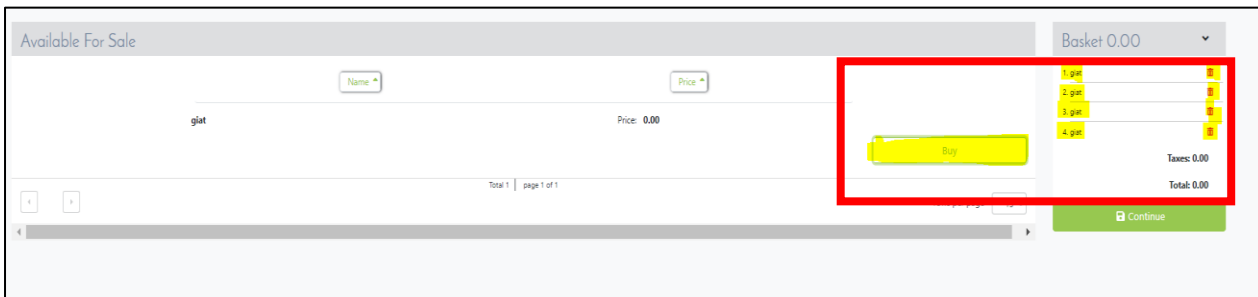 Available For Sale
Basket 0.00
Name
Price
giat
Price: 0.00
Buy
1. giat
2. giat
3. giat
4. giat
Taxes: 0.00
Total: 0.00
Total 1
page 1 of 1
Continue